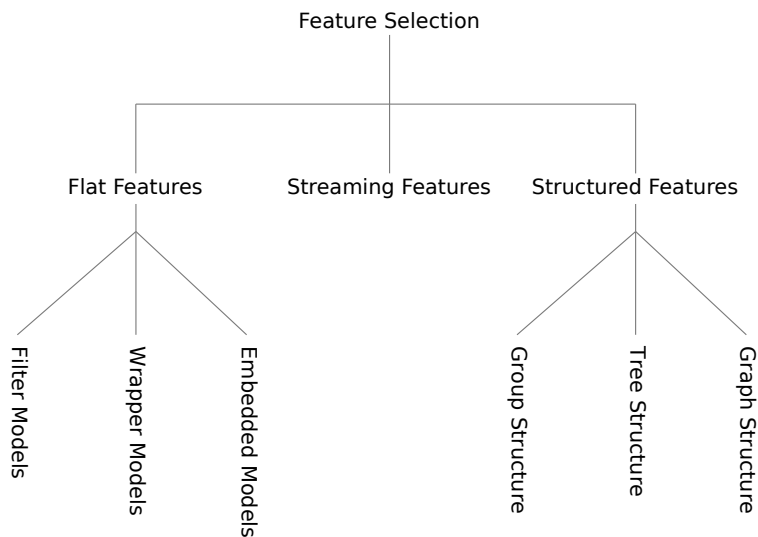 Feature Selection
Flat Features
Streaming Features
Structured Features
Filter Models
Wrapper Models
Embedded Models
Group Structure
Tree Structure
Graph Structure